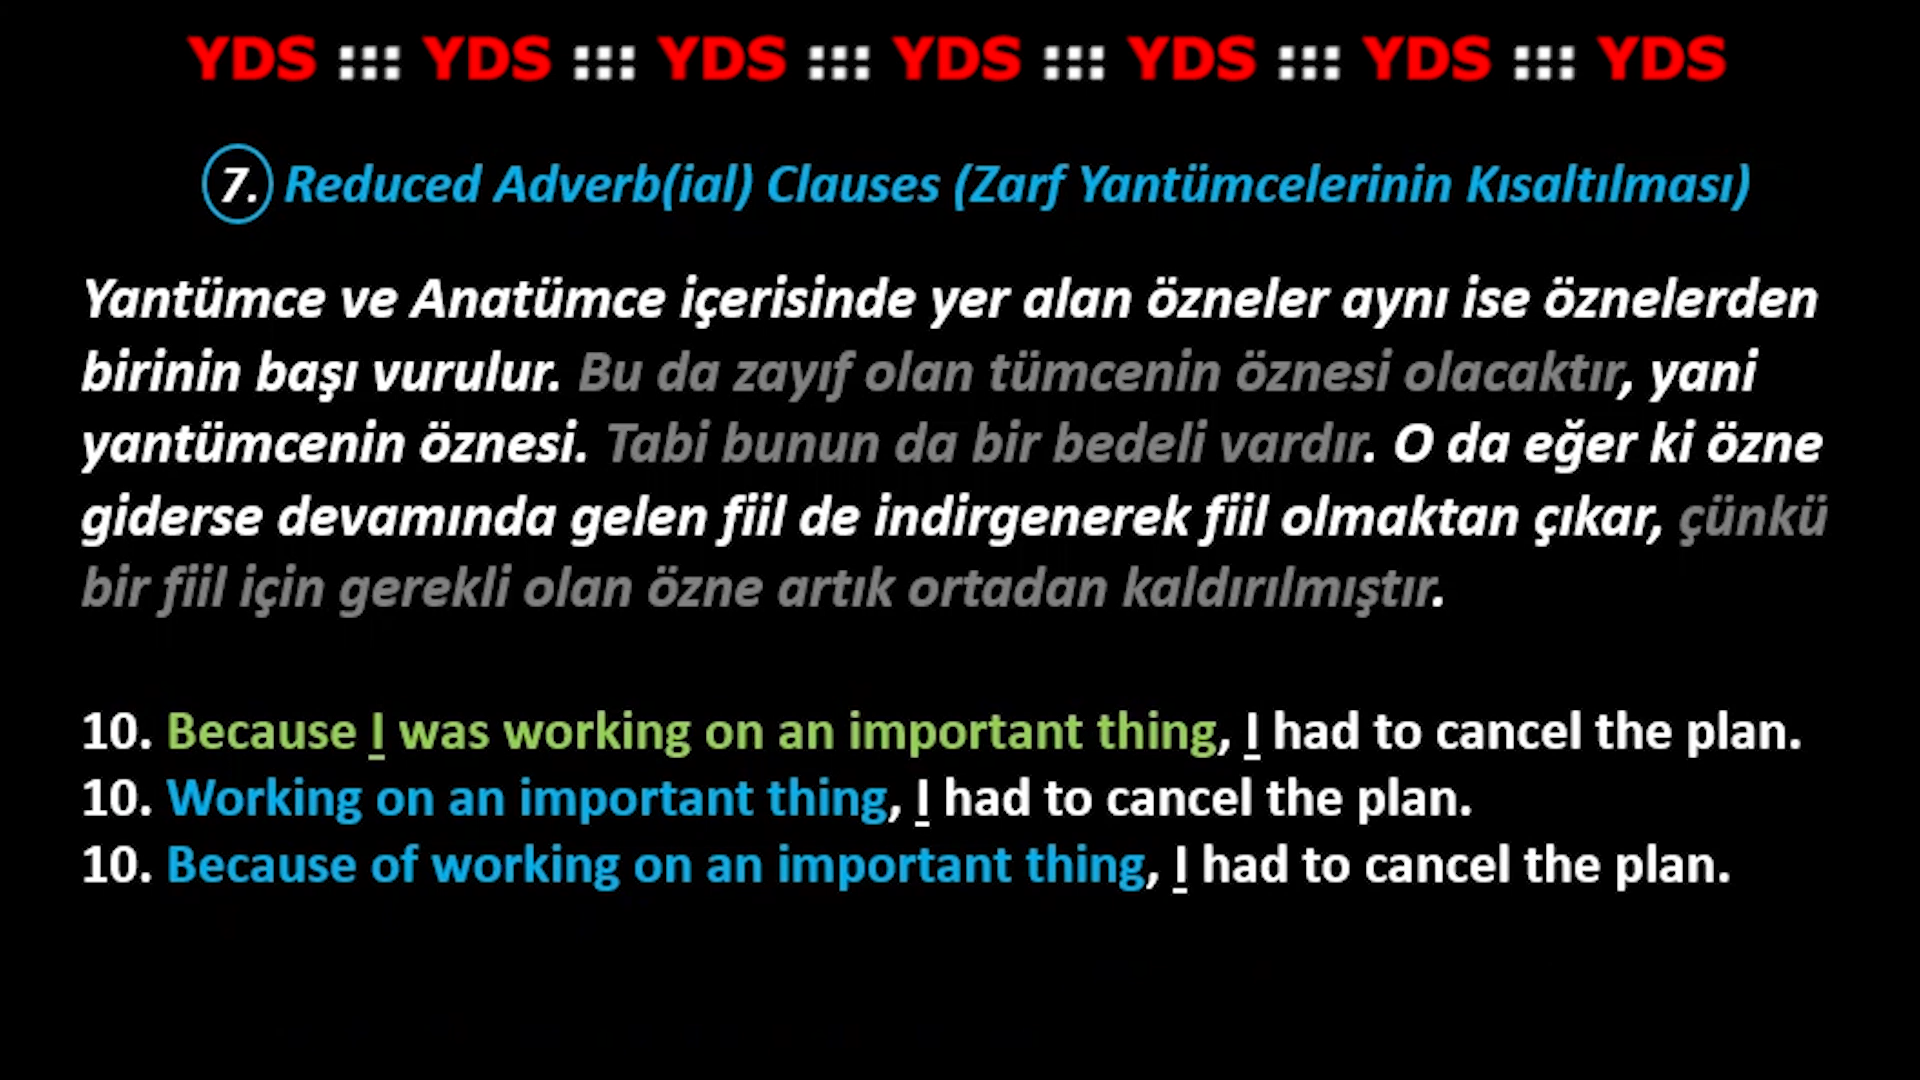 YDS ::: YDS ::: YDS ::: YDS ::: YDS ::: YDS ::: YDS
7. Reduced Adverb(ial) Clauses (Zarf Yantümcelerinin Kısaltılması)
Yantümce ve Anatümce içerisinde yer alan özneler aynı ise öznelerden
birinin başı vurulur. Bu da zayıf olan tümcenin öznesi olacaktır, yani
yantümcenin öznesi. Tabi bunun da bir bedeli vardır. O da eğer ki özne
giderse devamında gelen fiil de indirgenerek fiil olmaktan çıkar, çünkü
bir fiil için gerekli olan özne artık ortadan kaldırılmıştır.
10. Because I was working on an important thing, I had to cancel the plan.
10. Working on an important thing, I had to cancel the plan.
10. Because of working on an important thing, I had to cancel the plan.